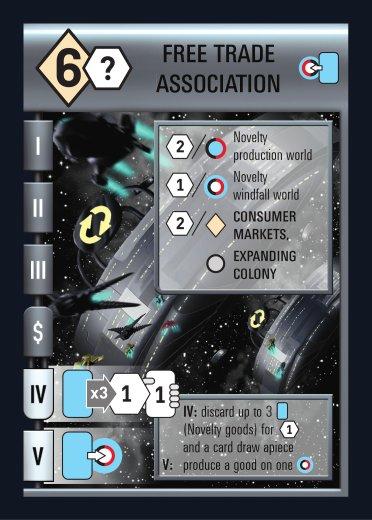 6 ? FREE TRADE
ASSOCIATION
I
2 / Novelty
production world
1 / Novelty
windfall world
II
2 / CONSUMER
MARKETS,
EXPANDING
COLONY
III
$
IV x3 1 1
IV: discard up to 3
(Novelty goods) for 1
and a card draw apiece
V
V: produce a good on one